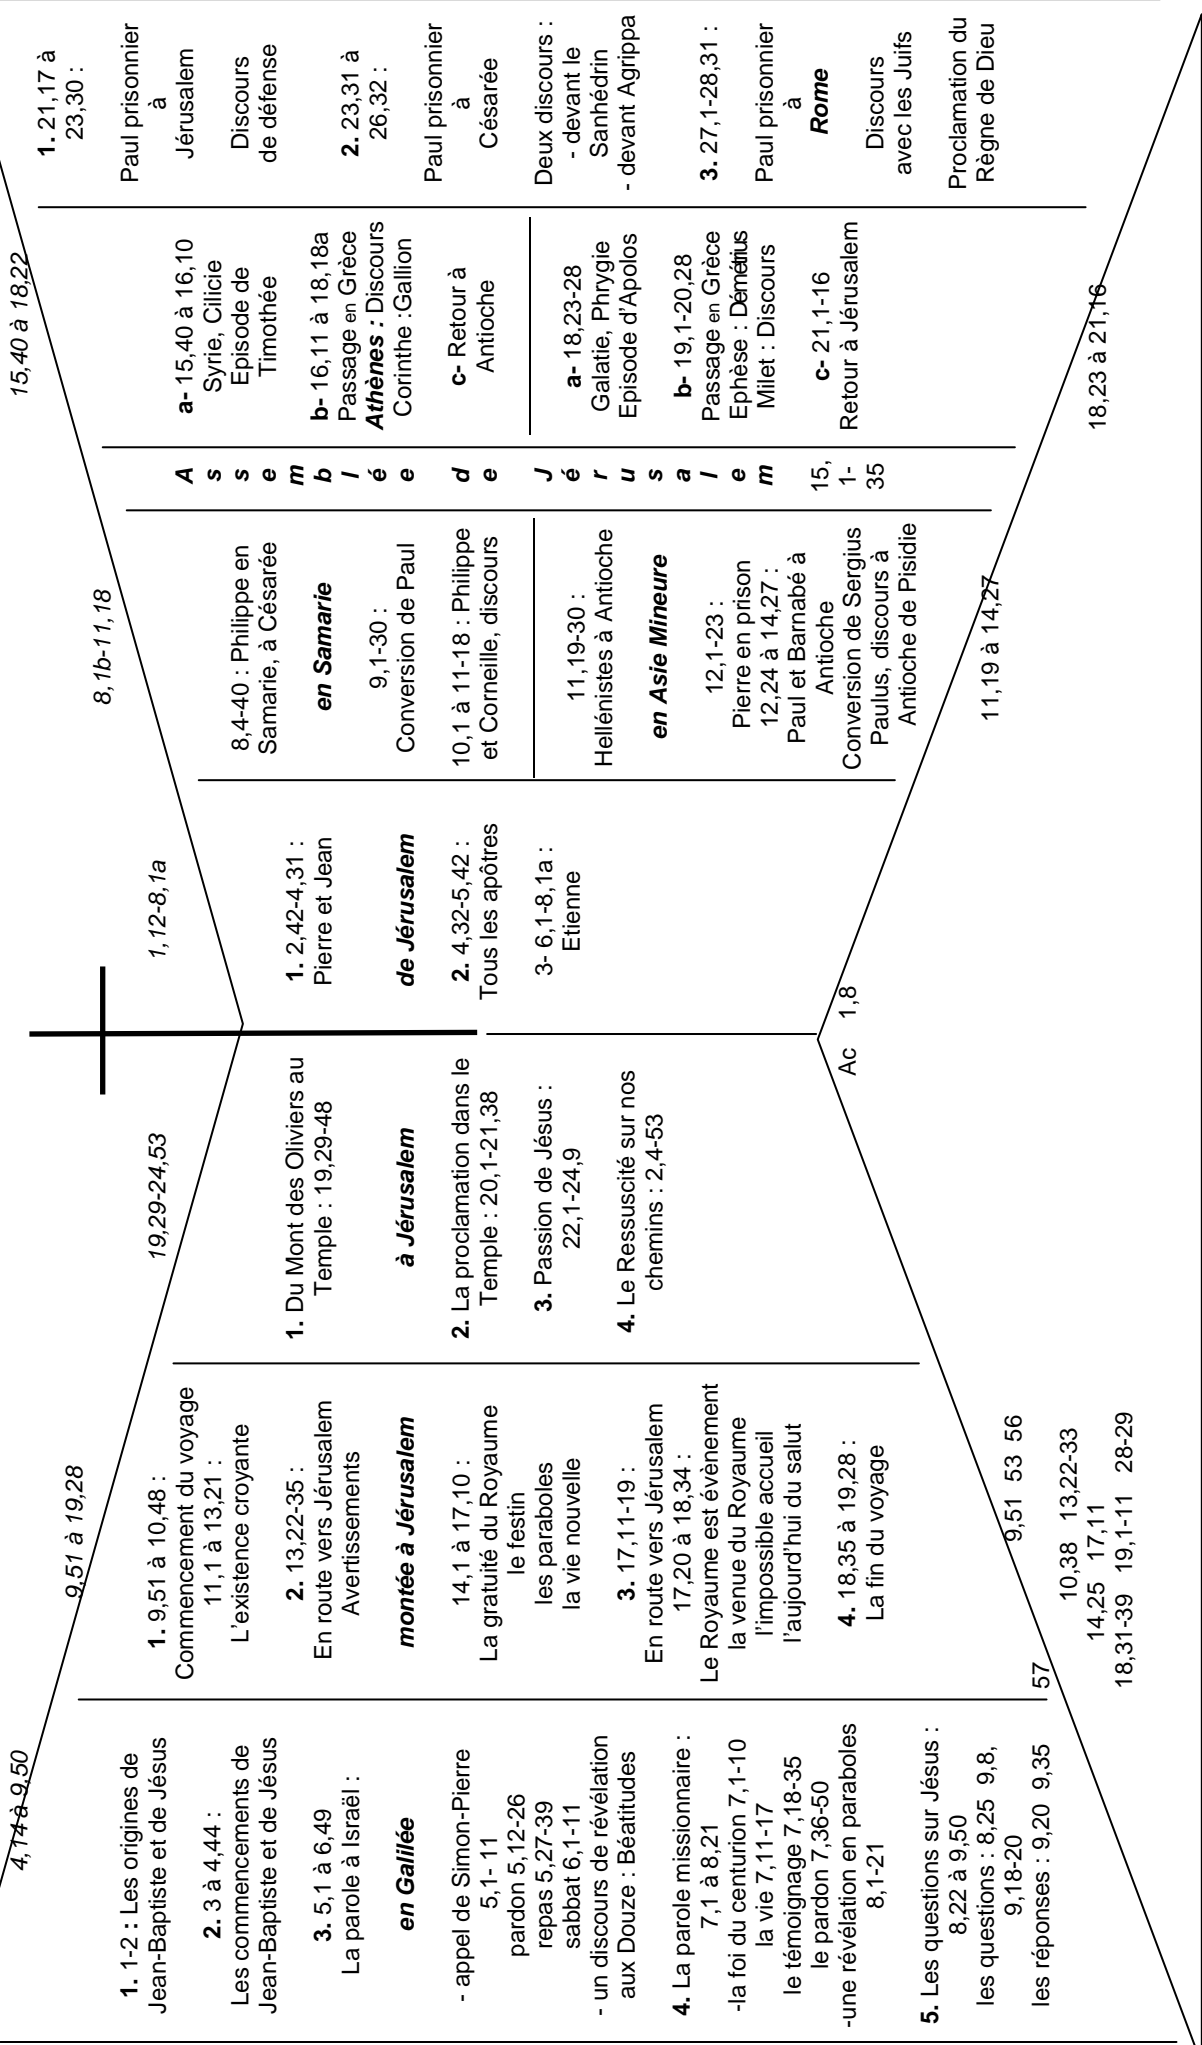 4,14 à 9,50
1. 1-2 : Les origines de
Jean-Baptiste et de Jésus
2. 3 à 4,44 :
Les commencements de
Jean-Baptiste et de Jésus
3. 5,1 à 6,49
La parole à Israël :
en Galilée
- appel de Simon-Pierre
5,1- 11
pardon 5,12-26
repas 5,27-39
sabbat 6,1-11
- un discours de révélation
aux Douze : Béatitudes
4. La parole missionnaire :
7,1 à 8,21
-la foi du centurion 7,1-10
la vie 7,11-17
le témoignage 7,18-35
le pardon 7,36-50
-une révélation en paraboles
8,1-21
5. Les questions sur Jésus :
8,22 à 9,50
les questions : 8,25 9,8,
9,18-20
les réponses : 9,20 9,35
9,51 à 19,28
1. 9,51 à 10,48 :
Commencement du voyage
11,1 à 13,21 :
L'existence croyante
2. 13,22-35 :
En route vers Jérusalem
Avertissements
montée à Jérusalem
14,1 à 17,10 :
La gratuité du Royaume
le festin
les paraboles
la vie nouvelle
3. 17,11-19 :
En route vers Jérusalem
17,20 à 18,34 :
Le Royaume est évènement
la venue du Royaume
l'impossible accueil
l'aujourd'hui du salut
4. 18,35 à 19,28 :
La fin du voyage
9,51 53 56
57
10,38 13,22-33
14,25 17,11
18,31-39 19,1-11 28-29
19,29-24,53
1. Du Mont des Oliviers au
Temple : 19,29-48
à Jérusalem
2. La proclamation dans le
Temple : 20,1-21,38
3. Passion de Jésus :
22,1-24,9
4. Le Ressuscité sur nos
chemins : 2,4-53
Ac 1,8
1,12-8,1a
1. 2,42-4,31 :
Pierre et Jean
de Jérusalem
2. 4,32-5,42 :
Tous les apôtres
3- 6,1-8,1a :
Etienne
8,1b-11,18
8,4-40 : Philippe en
Samarie, à Césarée
en Samarie
9,1-30 :
Conversion de Paul
10,1 à 11-18 : Philippe
et Corneille, discours
11,19-30 :
Hellénistes à Antioche
en Asie Mineure
12,1-23 :
Pierre en prison
12,24 à 14,27 :
Paul et Barnabé à
Antioche
Conversion de Sergius
Paulus, discours à
Antioche de Pisidie
11,19 à 14,27
A
s
s
e
m
b
l
é
e
d
e
J
é
r
u
s
a
l
e
m
15,
1-
35
15,40 à 18,22
a- 15,40 à 16,10
Syrie, Cilicie
Episode de
Timothée
b- 16,11 à 18,18a
Passage en Grèce
Athènes : Discours
Corinthe :Gallion
c- Retour à
Antioche
a- 18,23-28
Galatie, Phrygie
Episode d'Apolos
b- 19,1-20,28
Passage en Grèce
Ephèse : Démétrius
Milet : Discours
c- 21,1-16
Retour à Jérusalem
18,23 à 21,16
1. 21,17 à
23,30 :
Paul prisonnier
à
Jérusalem
Discours
de défense
2. 23,31 à
26,32 :
Paul prisonnier
à
Césarée
Deux discours :
- devant le
Sanhédrin
- devant Agrippa
3. 27,1-28,31 :
Paul prisonnier
à
Rome
Discours
avec les Juifs
Proclamation du
Règne de Dieu